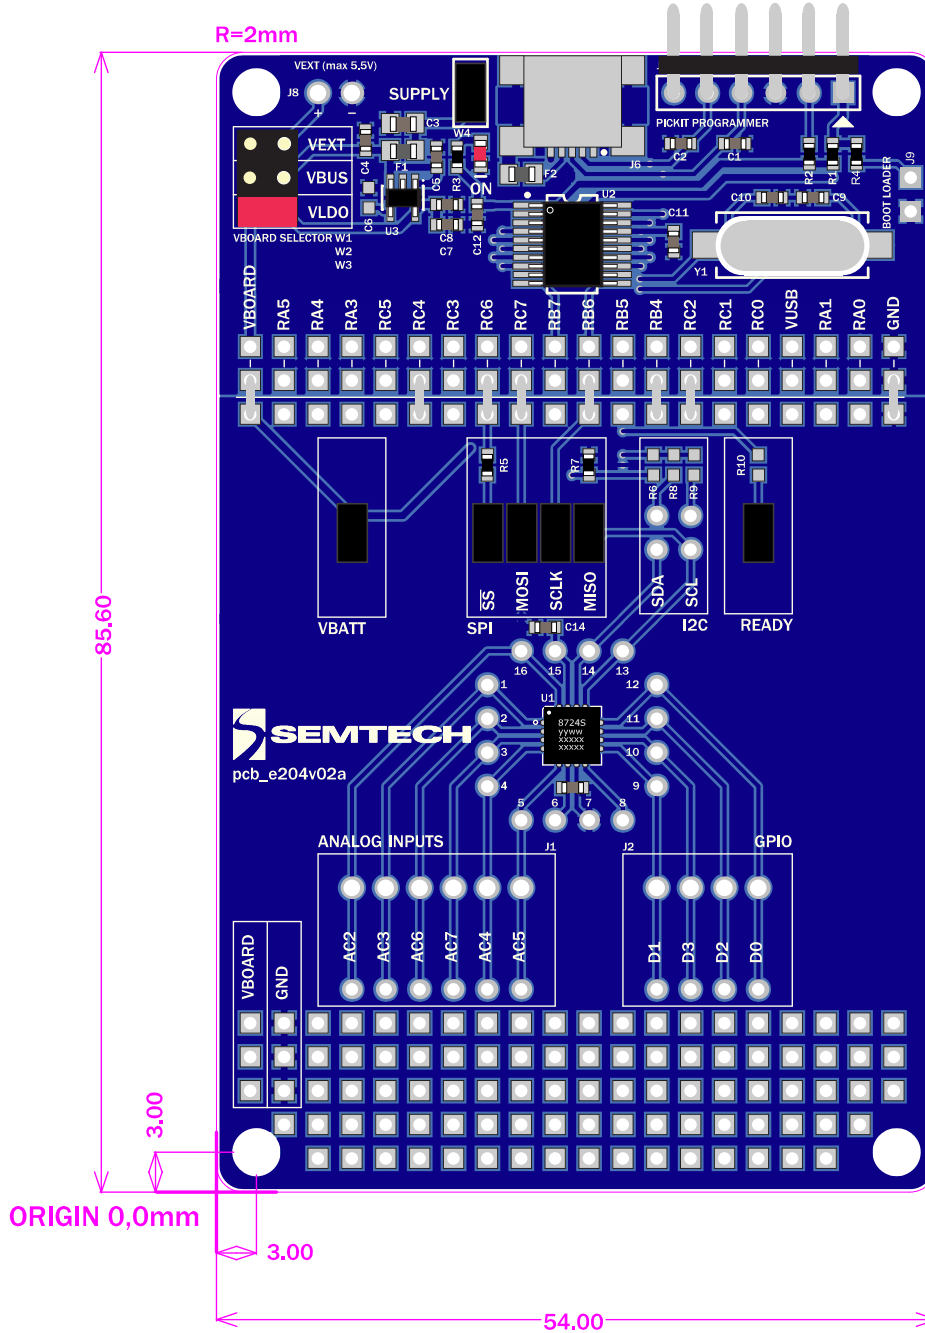 R=2mm
VEXT (max 5,5V)
J8
+ −
SUPPLY
W4
C3
C4
F1
C5
R3
ON
VEXT
VBUS
VLDO
VBOARD SELECTOR W1
W2
W3
C6
U3
C8
C7
C12
F2
J6
U2
C11
PICKIT PROGRAMMER
C2
C1
R2
R1
R4
J9
BOOT LOADER
C10
C9
Y1
VBOARD RA5 RA4 RA3 RC5 RC4 RC3 RC6 RC7 RB7 RB6 RB5 RB4 RC2 RC1 RC0 VUSB RA1 RA0 GND
R5
R7
R6
R8
R9
R10
SS
MOSI
SCLK
MISO
SDA
SCL
VBATT
SPI
I2C
READY
C14
16 15 14 13
U1
1
2
3
4
12
11
10
9
8724S
yyww
xxxxx
xxxxx
5 6 7 8
SEMTECH
pcb_e204v02a
ANALOG INPUTS
J1
J2
GPIO
AC2 AC3 AC6 AC7 AC4 AC5
D1 D3 D2 D0
VBOARD
GND
85.60
3.00
ORIGIN 0,0mm
3.00
54.00